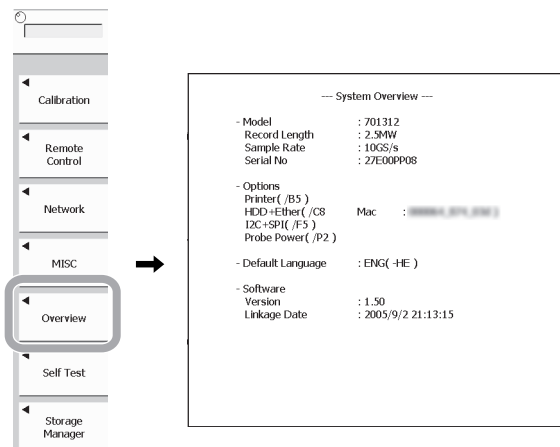 Calibration
Remote
Control
Network
MISC
Overview
Self Test
Storage
Manager
--- System Overview ---
- Model : 701312
Record Length : 2.5MW
Sample Rate : 10GS/s
Serial No : 27E00PP08
- Options
Printer( /B5 )
HDD+Ether( /C8 Mac :
I2C+SPI( /F5 )
Probe Power( /P2 )
- Default Language : ENG( -HE )
- Software
Version : 1.50
Linkage Date : 2005/9/2 21:13:15